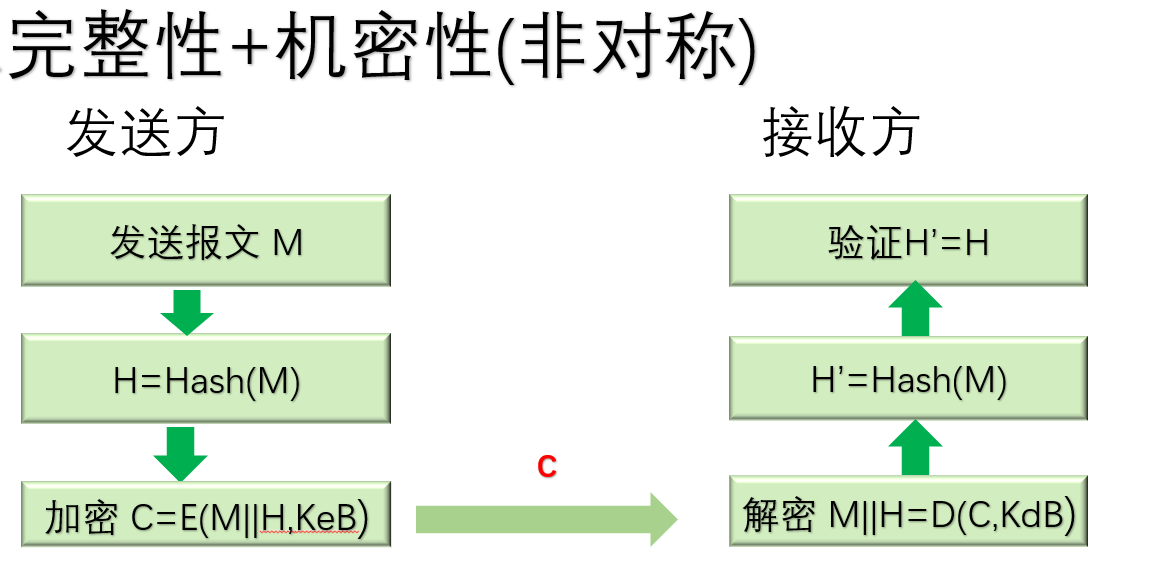 完整性+机密性(非对称)
发送方
接收方
发送报文 M
H=Hash(M)
加密 C=E(M||H,KeB)
C
验证H’=H
H’=Hash(M)
解密 M||H=D(C,KdB)